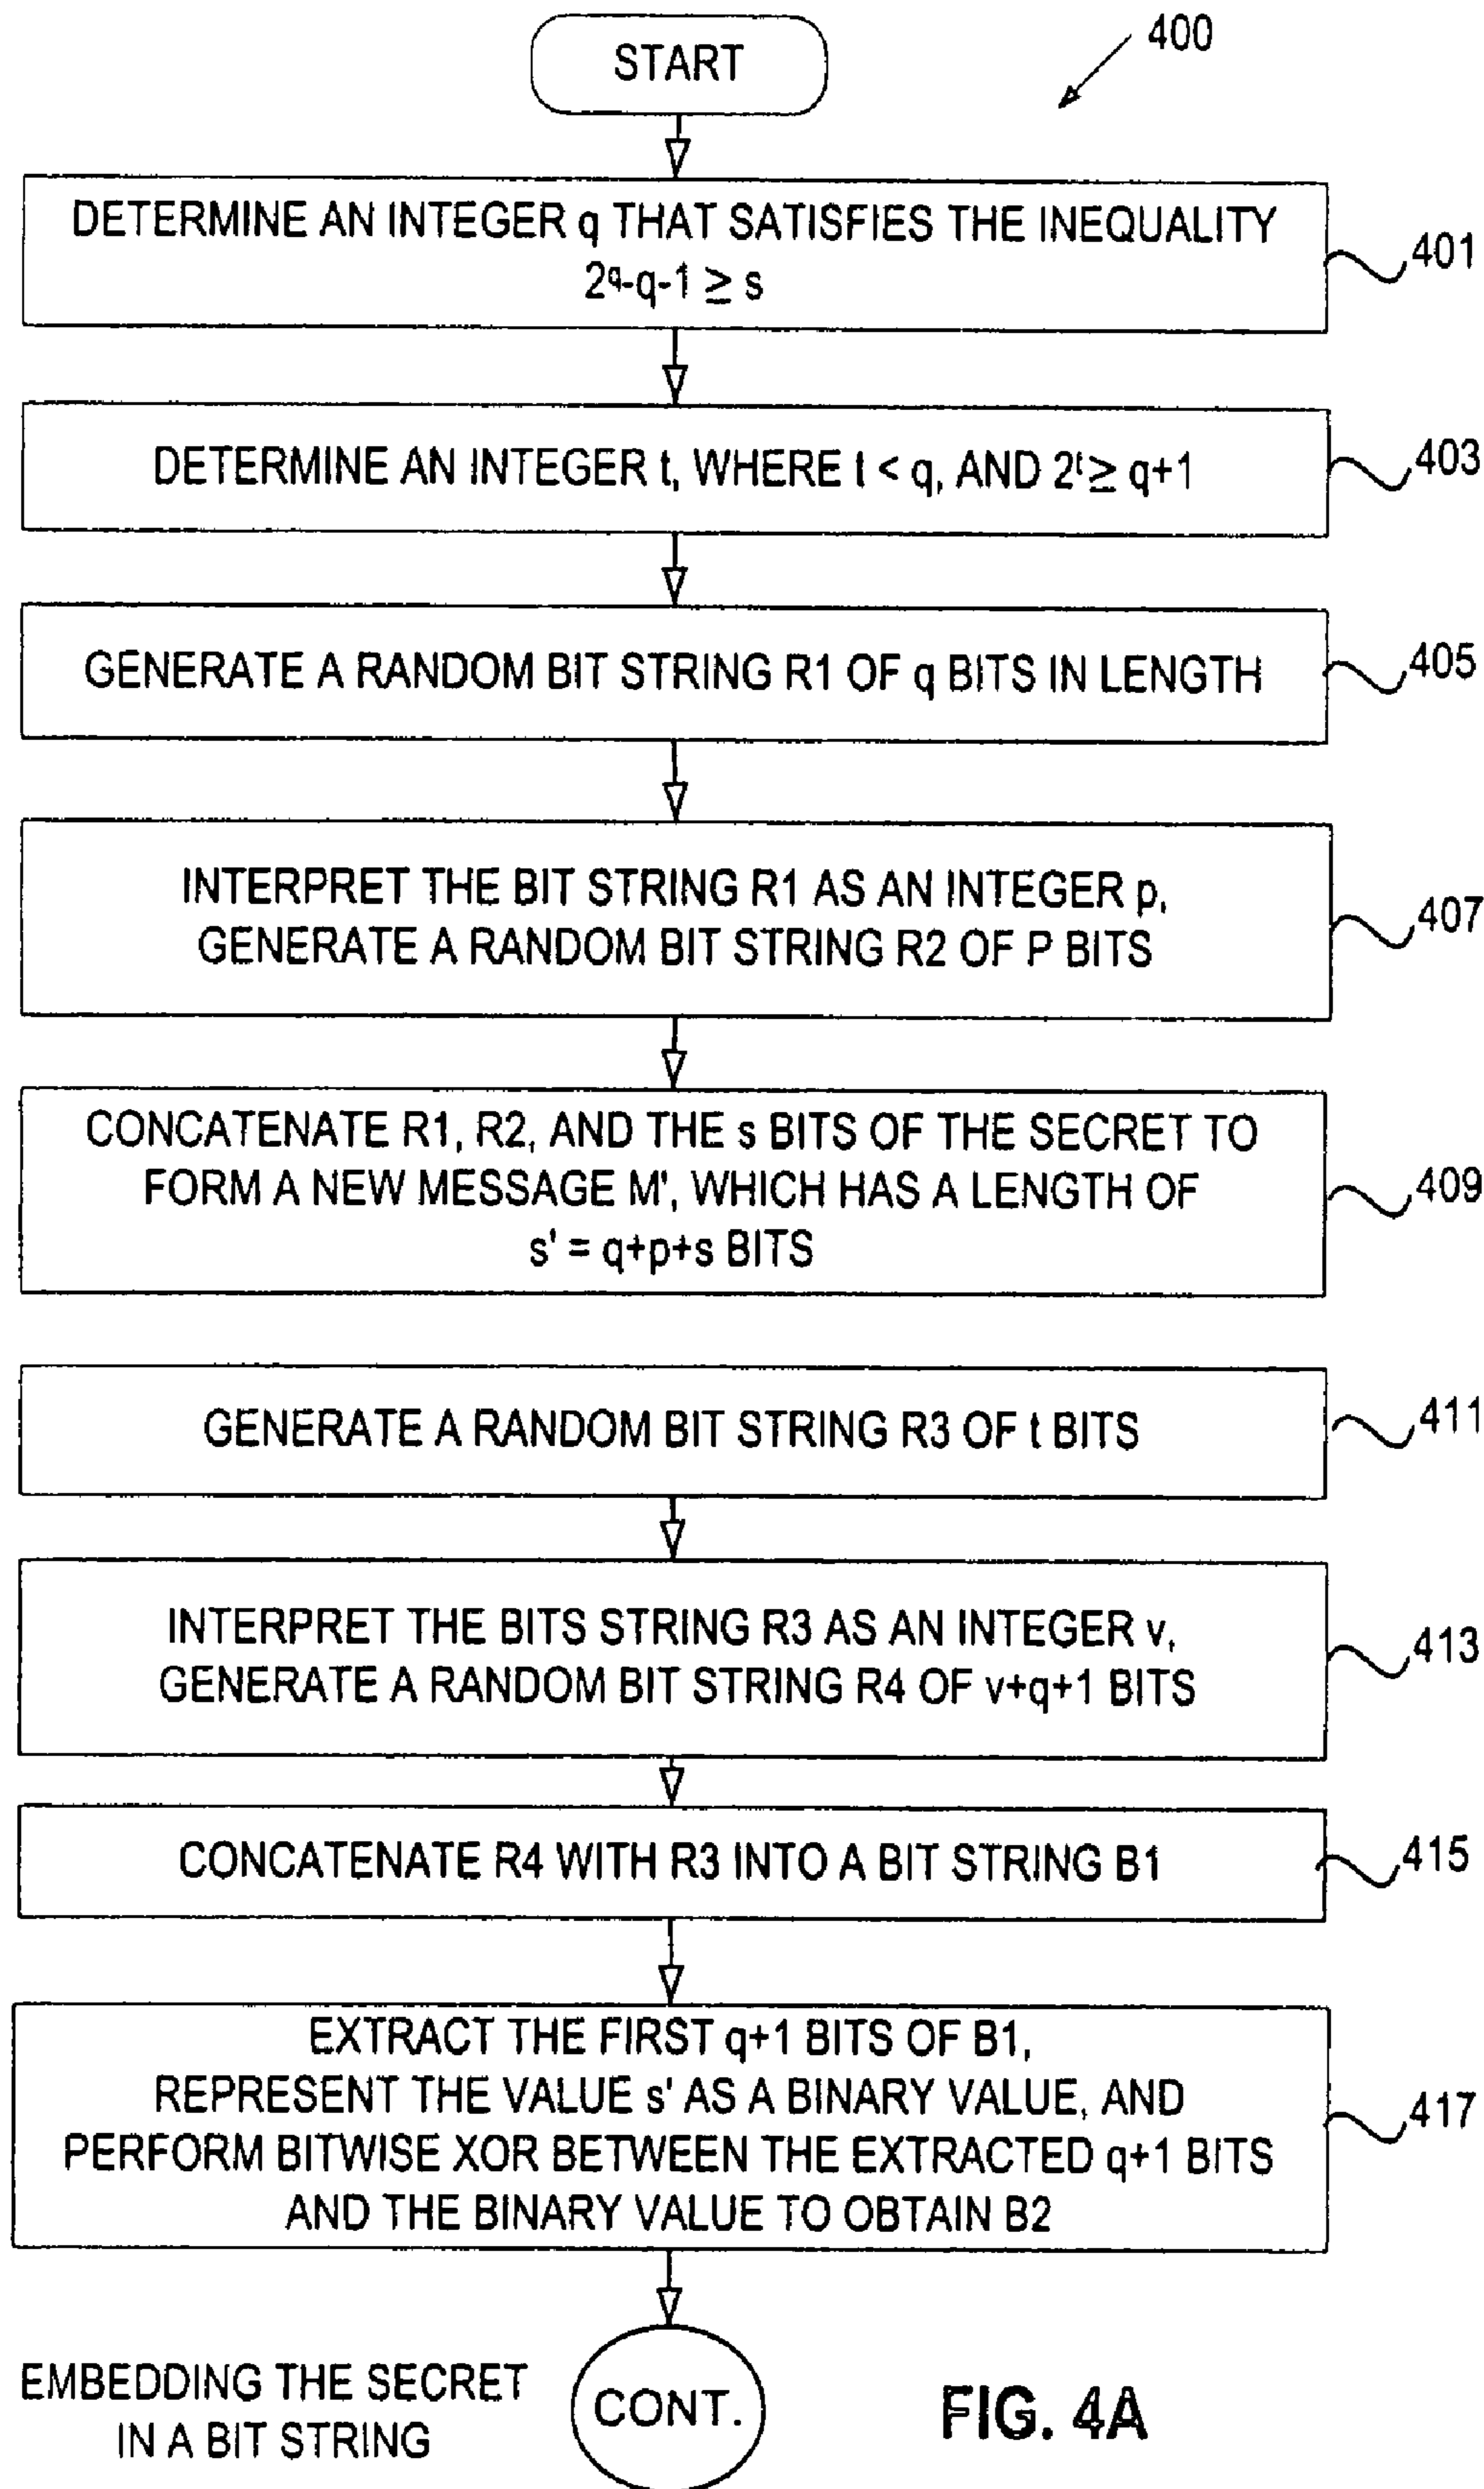 START
400
DETERMINE AN INTEGER q THAT SATISFIES THE INEQUALITY
2^q-q-1 ≥ s
401
DETERMINE AN INTEGER t, WHERE t < q, AND 2^t ≥ q+1
403
GENERATE A RANDOM BIT STRING R1 OF q BITS IN LENGTH
405
INTERPRET THE BIT STRING R1 AS AN INTEGER p,
GENERATE A RANDOM BIT STRING R2 OF P BITS
407
CONCATENATE R1, R2, AND THE s BITS OF THE SECRET TO
FORM A NEW MESSAGE M', WHICH HAS A LENGTH OF
s' = q+p+s BITS
409
GENERATE A RANDOM BIT STRING R3 OF t BITS
411
INTERPRET THE BITS STRING R3 AS AN INTEGER v,
GENERATE A RANDOM BIT STRING R4 OF v+q+1 BITS
413
CONCATENATE R4 WITH R3 INTO A BIT STRING B1
415
EXTRACT THE FIRST q+1 BITS OF B1,
REPRESENT THE VALUE s' AS A BINARY VALUE, AND
PERFORM BITWISE XOR BETWEEN THE EXTRACTED q+1 BITS
AND THE BINARY VALUE TO OBTAIN B2
417
EMBEDDING THE SECRET
IN A BIT STRING
CONT.
FIG. 4A